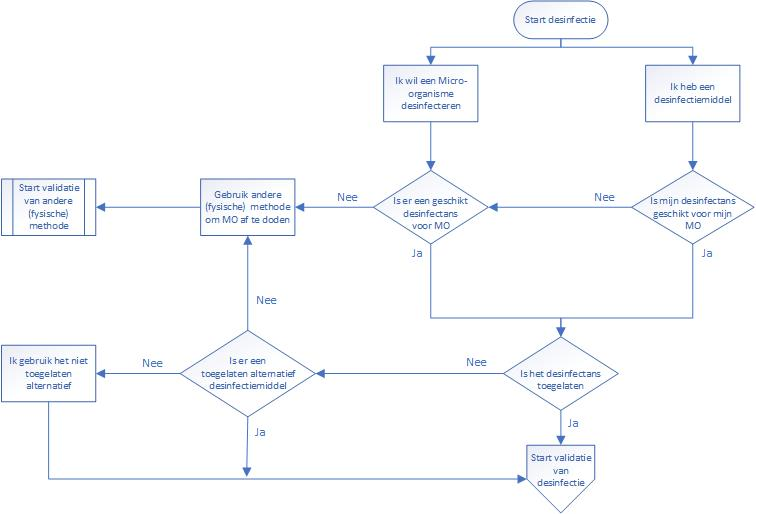 Start desinfectie
Ik wil een Micro-
organisme
desinfecteren
Ik heb een
desinfectiemiddel
Start validatie
van andere
(fysische)
methode
Gebruik andere
(fysische) methode
om MO af te doden
Nee
Is er een geschikt
desinfectans
voor MO
Nee
Is mijn desinfectans
geschikt voor mijn
MO
Ja
Ja
Nee
Ik gebruik het niet
toegelaten
alternatief
Nee
Is er een
toegelaten alternatief
desinfectiemiddel
Nee
Is het desinfectans
toegelaten
Ja
Ja
Start validatie
van
desinfectie